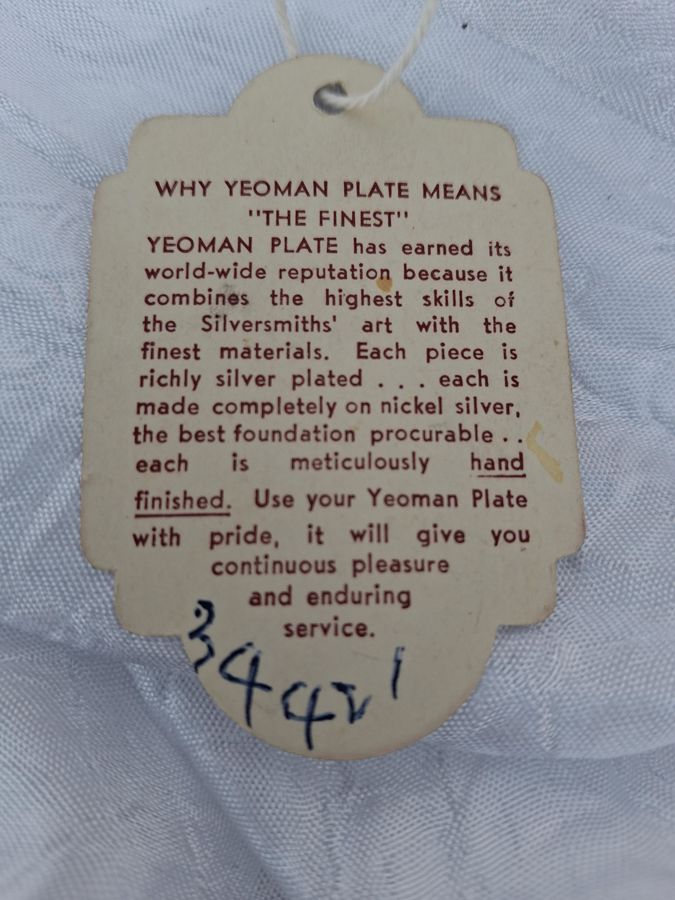 WHY YEOMAN PLATE MEANS
"THE FINEST"
YEOMAN PLATE has earned its
world-wide reputation because it
combines the highest skills of
the Silversmiths' art with the
finest materials. Each piece is
richly silver plated . . . each is
made completely on nickel silver,
the best foundation procurable . .
each is meticulously hand
finished. Use your Yeoman Plate
with pride, it will give you
continuous pleasure
and enduring
service.
34421